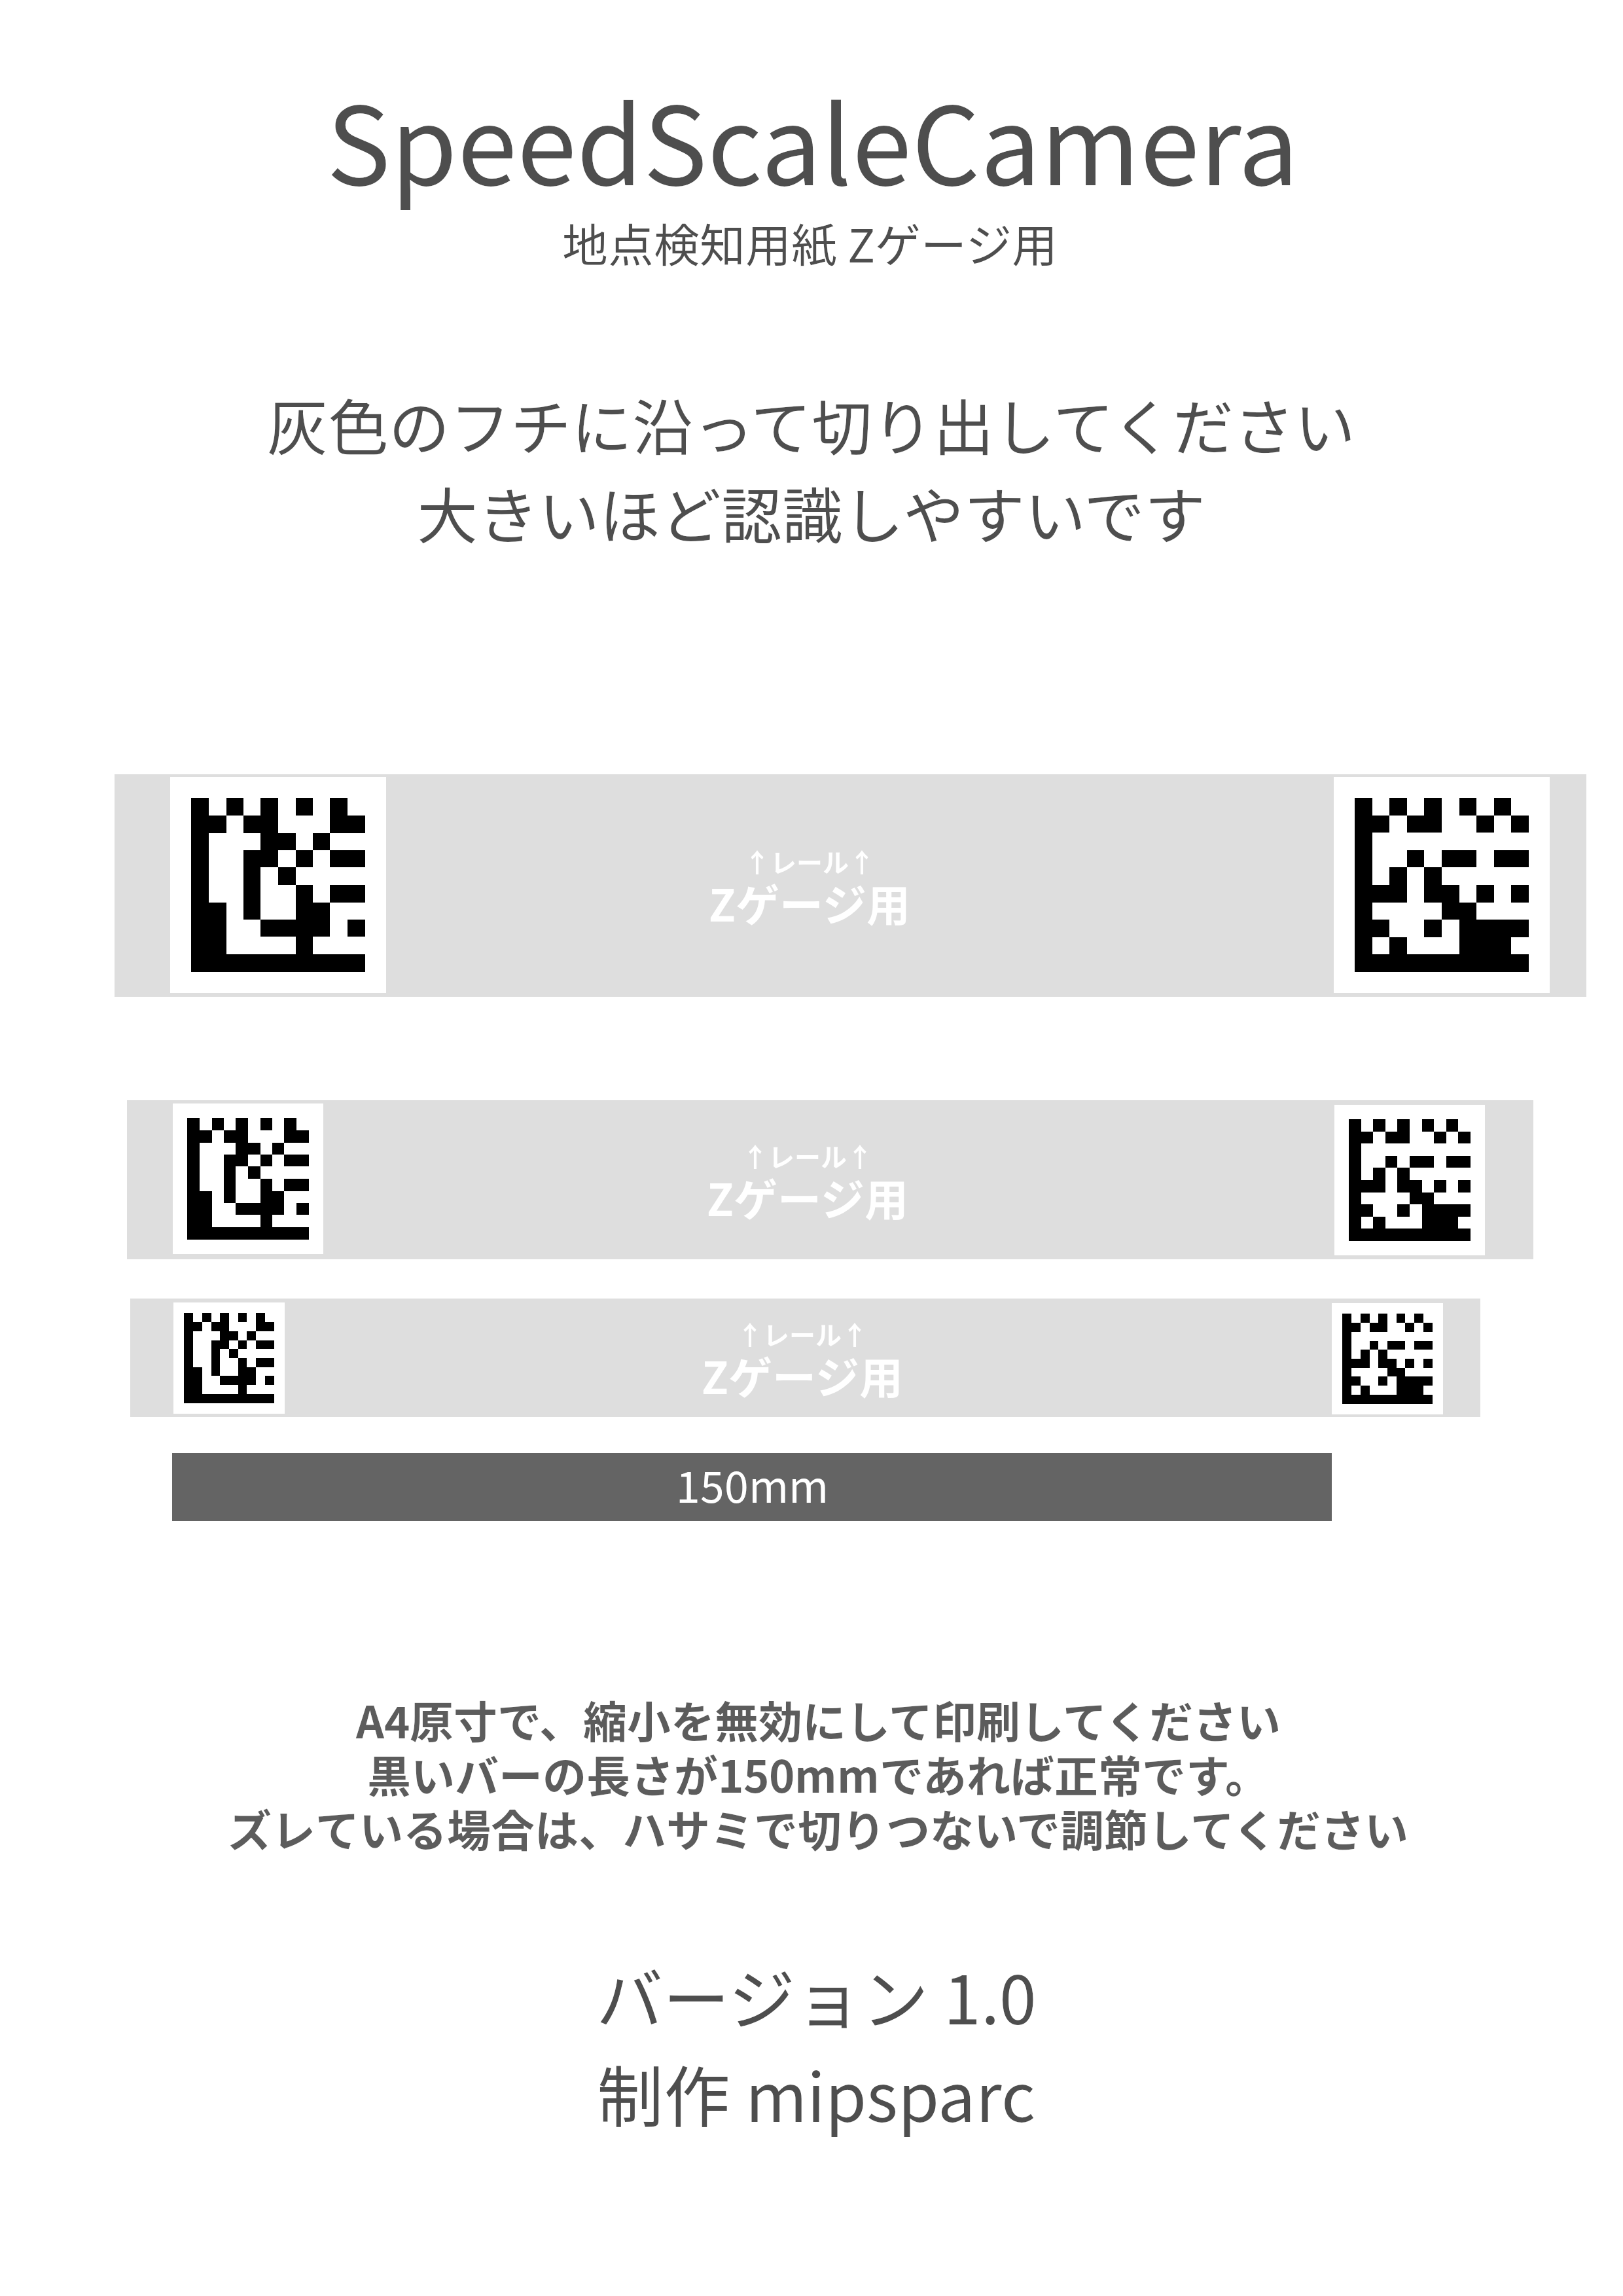 SpeedScaleCamera
地点検知用紙 Zゲージ用
灰色のフチに沿って切り出してください
大きいほど認識しやすいです
↑レール↑
Zゲージ用
↑レール↑
Zゲージ用
↑レール↑
Zゲージ用
150mm
A4原寸で、縮小を無効にして印刷してください
黒いバーの長さが150mmであれば正常です。
ズレている場合は、ハサミで切りつないで調節してください
バージョン 1.0
制作 mipsparc